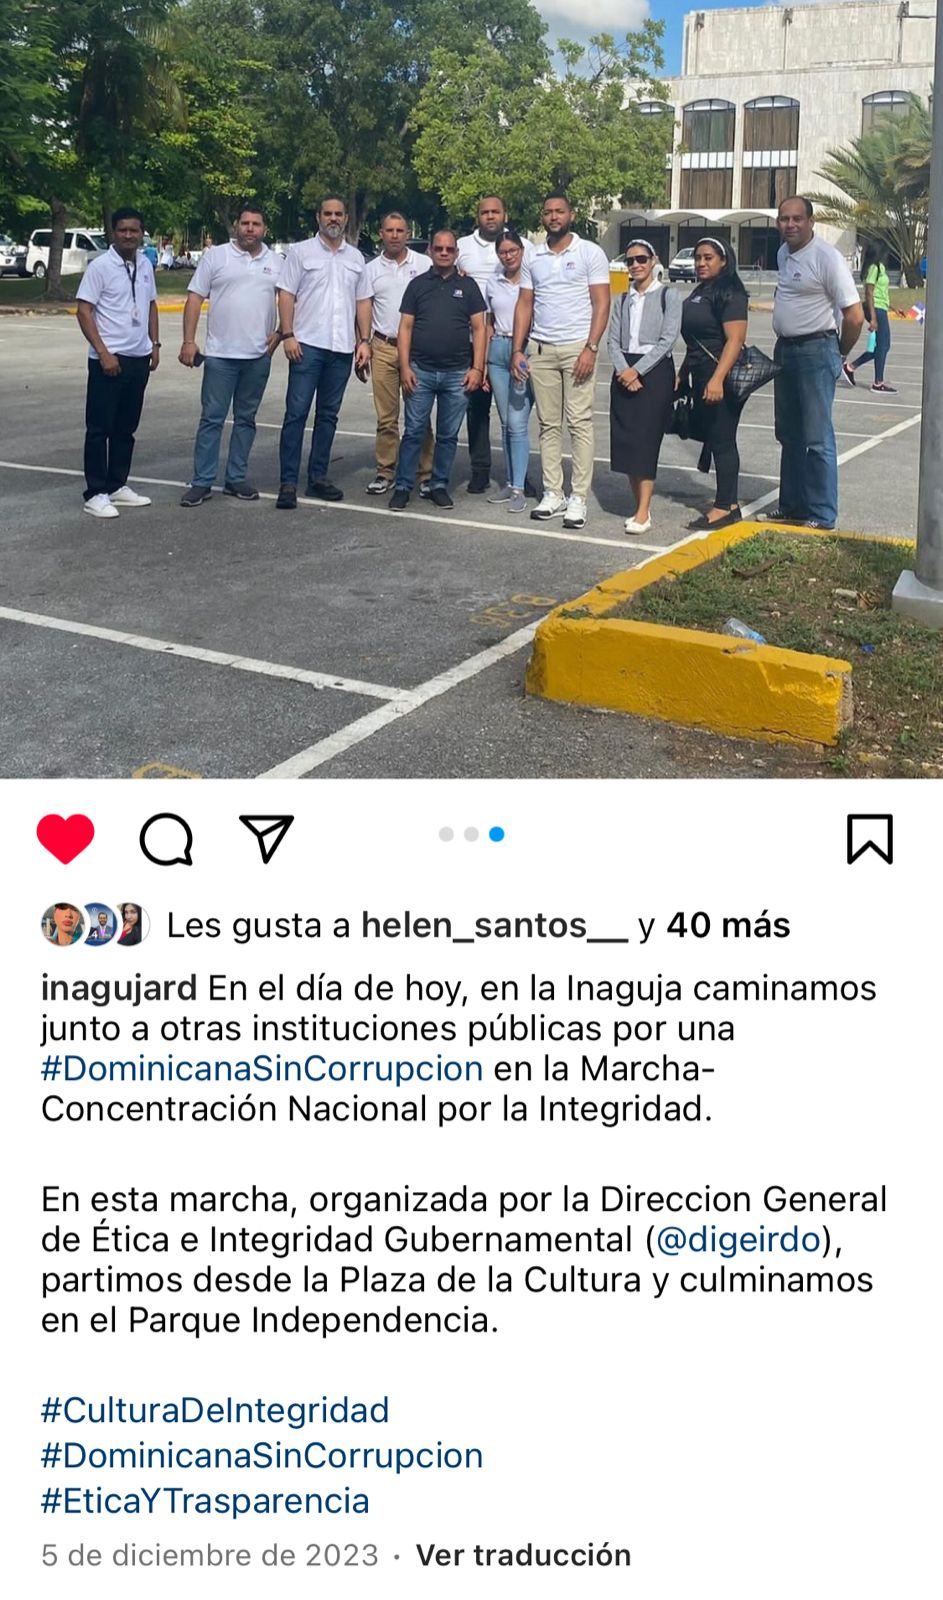 B36
Les gusta a helen_santos__ y 40 más
inagujard En el día de hoy, en la Inaguja caminamos
junto a otras instituciones públicas por una
#DominicanaSinCorrupcion en la Marcha-
Concentración Nacional por la Integridad.
En esta marcha, organizada por la Direccion General
de Ética e Integridad Gubernamental (@digeirdo),
partimos desde la Plaza de la Cultura y culminamos
en el Parque Independencia.
#CulturaDeIntegridad
#DominicanaSinCorrupcion
#EticaYTrasparencia
5 de diciembre de 2023 · Ver traducción